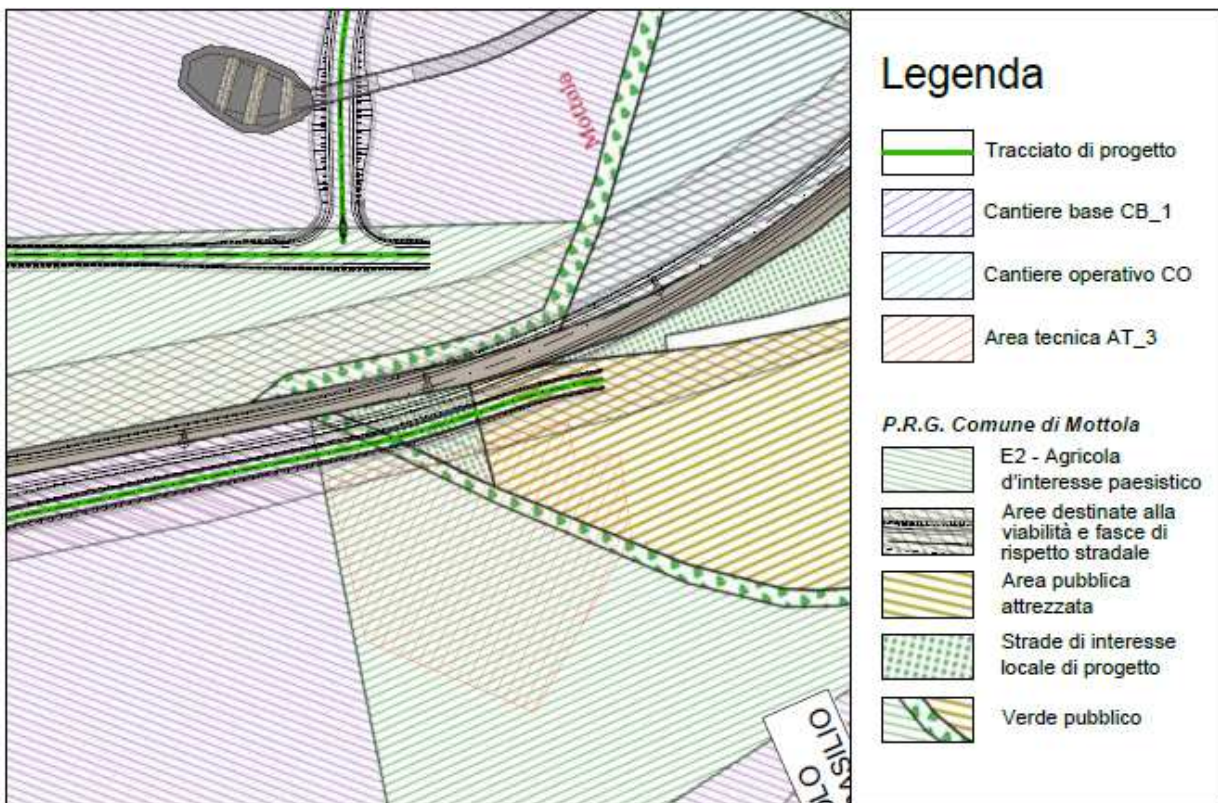 Mottola
Legenda
Tracciato di progetto
Cantiere base CB_1
Cantiere operativo CO
Area tecnica AT_3
P.R.G. Comune di Mottola
E2 - Agricola
d'interesse paesistico
Aree destinate alla
viabilità e fasce di
rispetto stradale
Area pubblica
attrezzata
Strade di interesse
locale di progetto
Verde pubblico